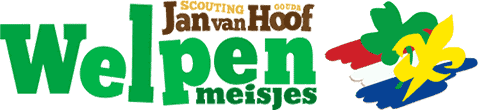 SCOUTING GOUDA
Jan van Hoof
Welpen
meisjes